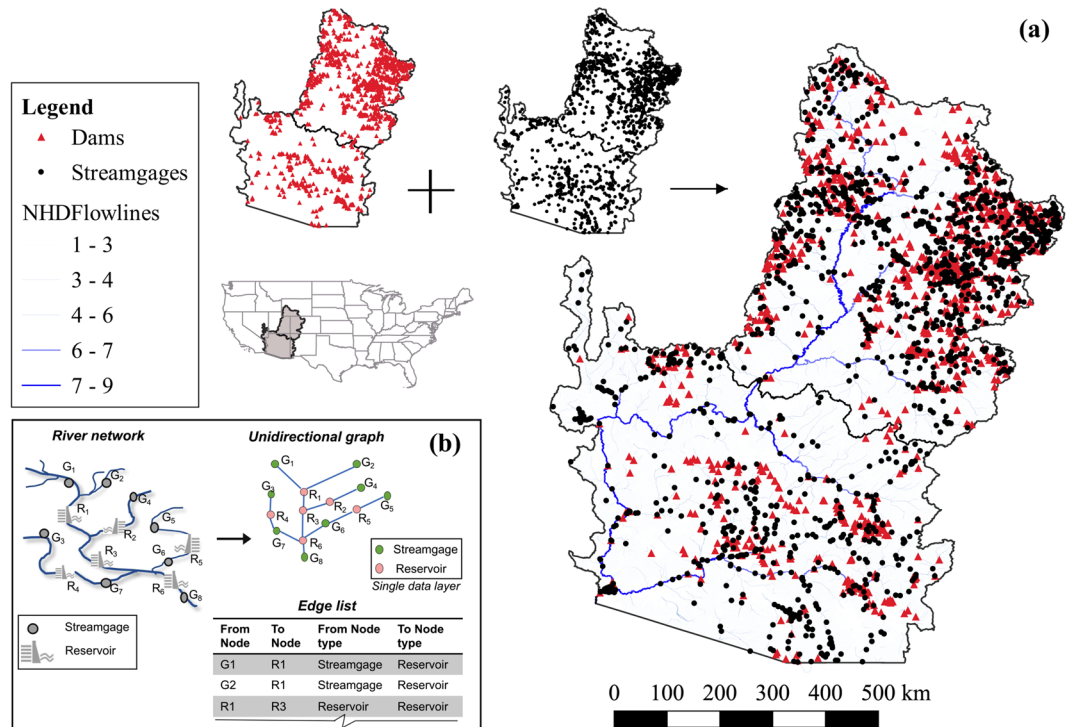 (a)
Legend
Dams
Streamgages
NHDFlowlines
1 - 3
3 - 4
4 - 6
6 - 7
7 - 9
0 100 200 300 400 500 km
(b)
River network
G1
G2
G4
R1
G5
R2
G3
R3
G6
R5
R4
G7
R6
G8
Streamgage
Reservoir
Unidirectional graph
G1
G2
G3
R1
G4
R2
G5
R4
R3
G6
R5
G7
R6
G8
Streamgage
Reservoir
Single data layer
Edge list
From Node To Node From Node type To Node type
G1 R1 Streamgage Reservoir
G2 R1 Streamgage Reservoir
R1 R3 Reservoir Reservoir